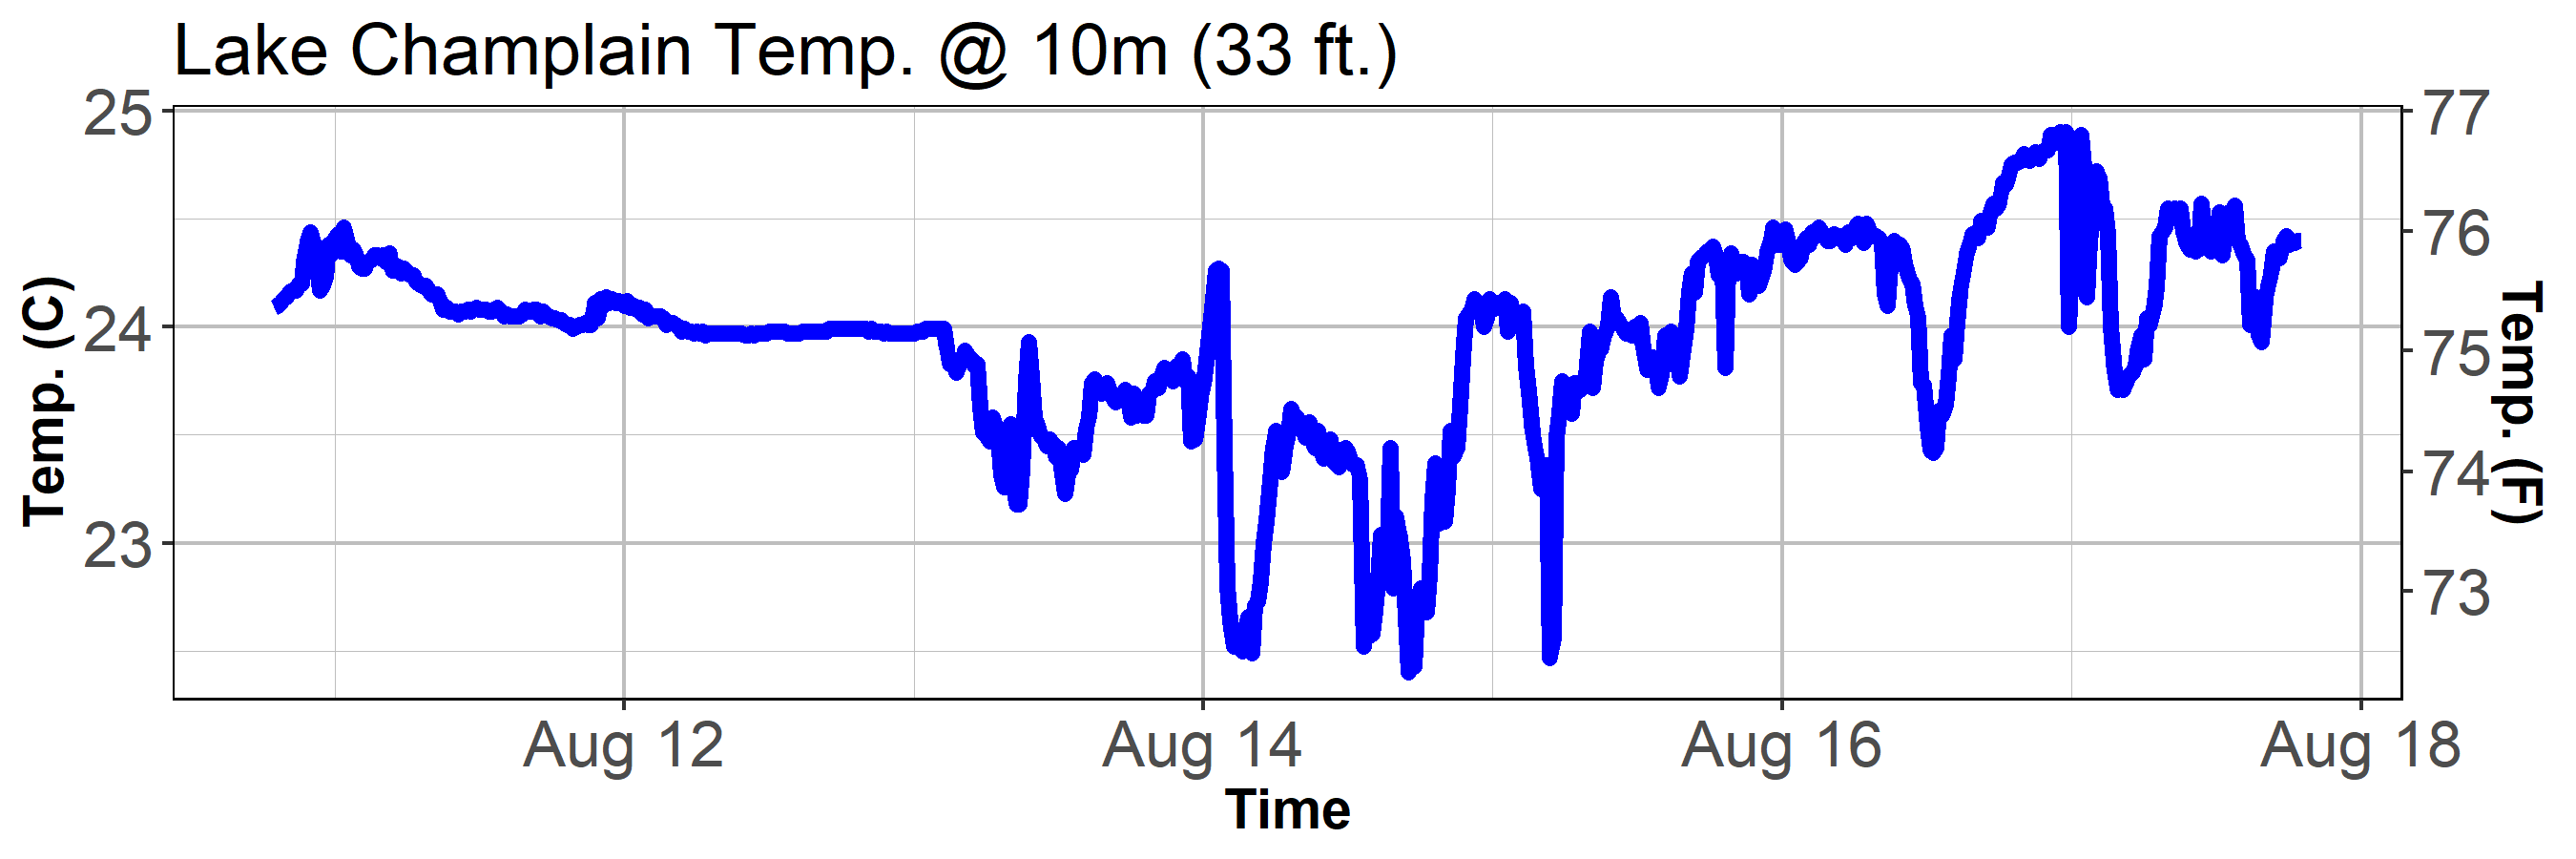 Lake Champlain Temp. @ 10m (33 ft.)
25
24
23
Temp. (C)
77
76
75
74
73
Temp. (F)
Aug 12 Aug 14 Aug 16 Aug 18
Time